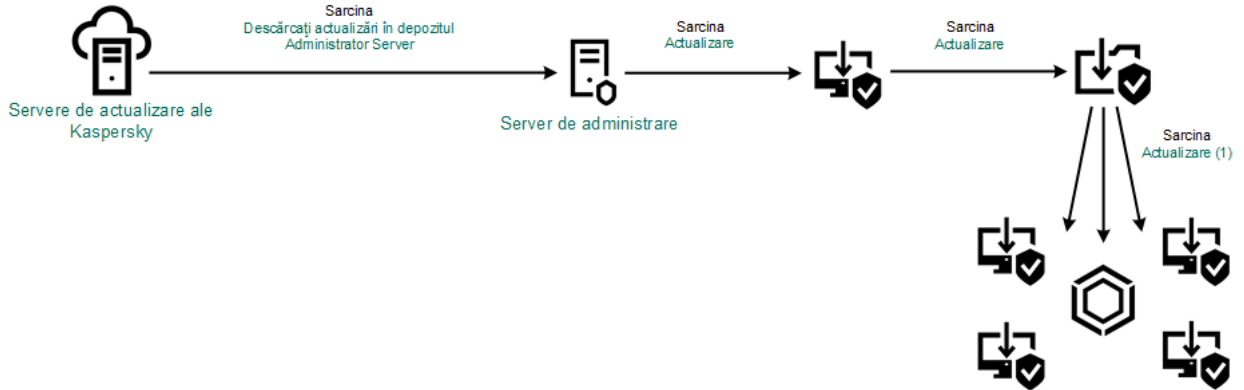 Sarcina
Descărcați actualizări în depozitul
Administrator Server
Sarcina
Actualizare
Sarcina
Actualizare
Servere de actualizare ale
Kaspersky
Server de administrare
Sarcina
Actualizare (1)